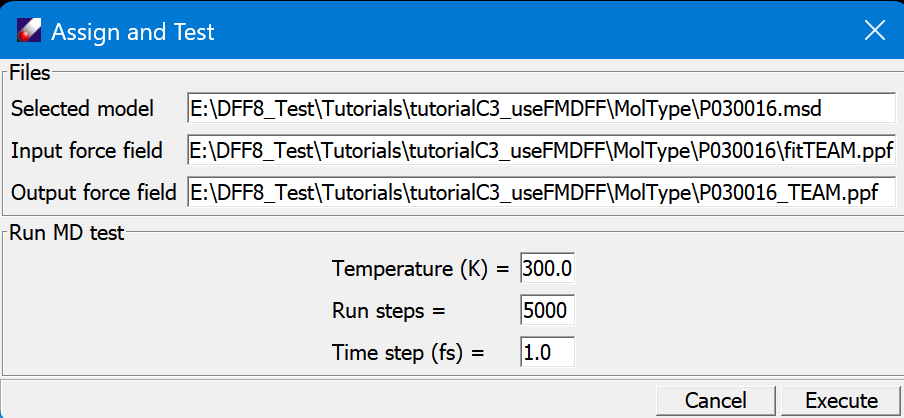 Assign and Test
Files
Selected model E:\DFF8_Test\Tutorials\tutorialC3_useFMDFF\MolType\P030016.msd
Input force field E:\DFF8_Test\Tutorials\tutorialC3_useFMDFF\MolType\P030016\fitTEAM.ppf
Output force field E:\DFF8_Test\Tutorials\tutorialC3_useFMDFF\MolType\P030016_TEAM.ppf
Run MD test
Temperature (K) = 300.0
Run steps = 5000
Time step (fs) = 1.0
Cancel Execute